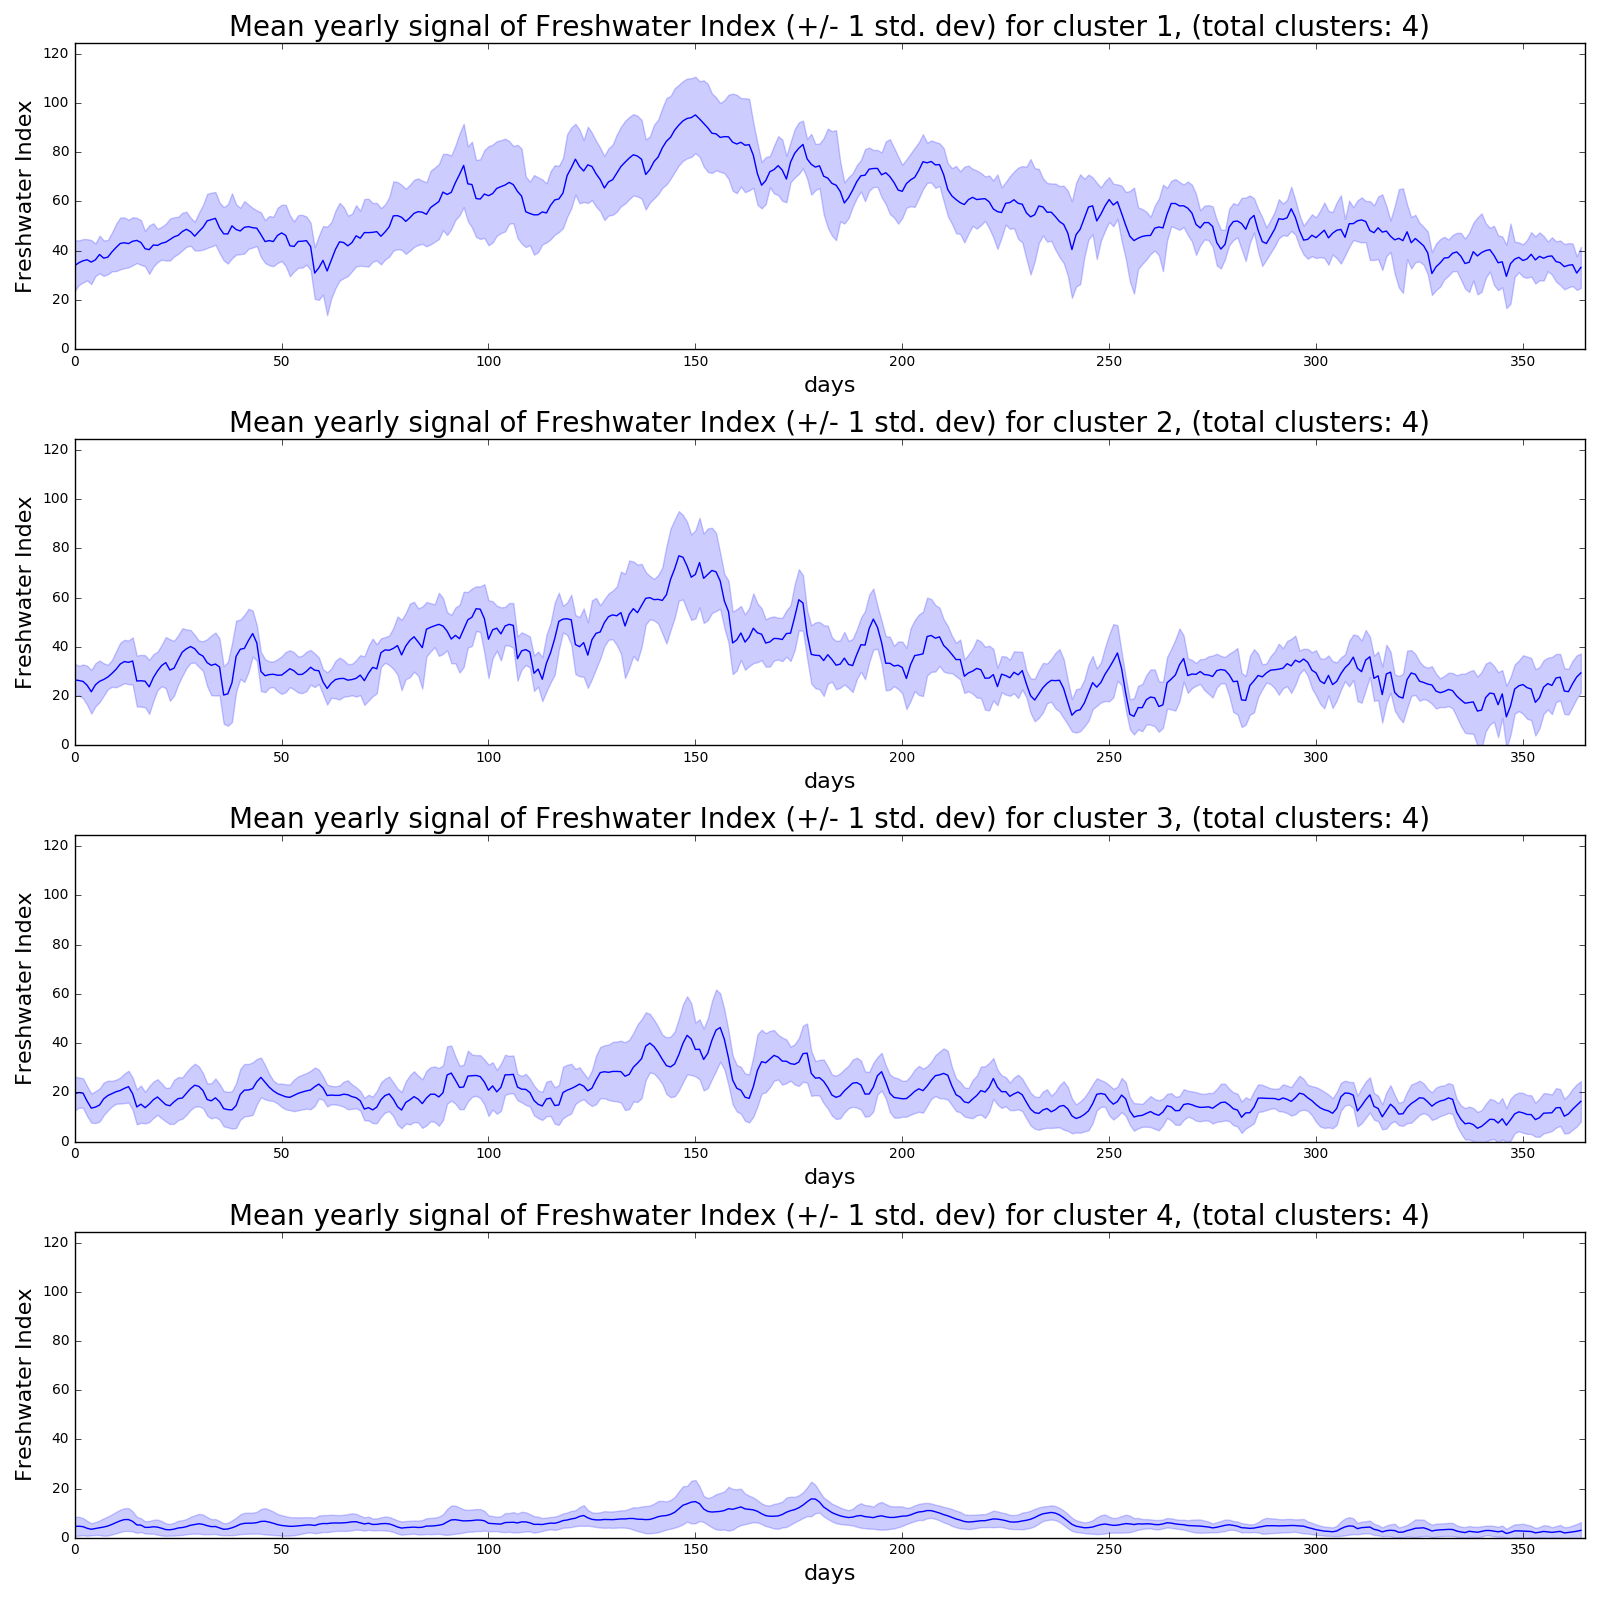 Mean yearly signal of Freshwater Index (+/- 1 std. dev) for cluster 1, (total clusters: 4)
120
100
80
60
40
20
0
Freshwater Index
0 50 100 150 200 250 300 350
days
Mean yearly signal of Freshwater Index (+/- 1 std. dev) for cluster 2, (total clusters: 4)
120
100
80
60
40
20
0
Freshwater Index
0 50 100 150 200 250 300 350
days
Mean yearly signal of Freshwater Index (+/- 1 std. dev) for cluster 3, (total clusters: 4)
120
100
80
60
40
20
0
Freshwater Index
0 50 100 150 200 250 300 350
days
Mean yearly signal of Freshwater Index (+/- 1 std. dev) for cluster 4, (total clusters: 4)
120
100
80
60
40
20
0
Freshwater Index
0 50 100 150 200 250 300 350
days